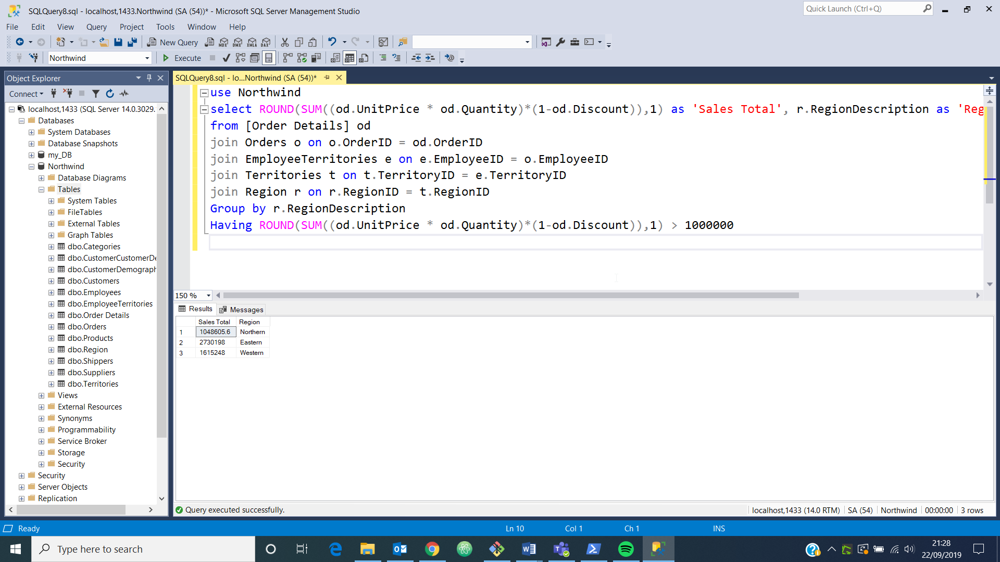 SQLQuery8.sql - localhost,1433.Northwind (SA (54))* - Microsoft SQL Server Management Studio
Quick Launch (Ctrl+Q)
File Edit View Query Project Tools Window Help
New Query MDX DMX XMLA DAX
Northwind Execute
Object Explorer
Connect
localhost,1433 (SQL Server 14.0.3029.
Databases
System Databases
Database Snapshots
my_DB
Northwind
Database Diagrams
Tables
System Tables
FileTables
External Tables
Graph Tables
dbo.Categories
dbo.CustomerCustomerDe
dbo.CustomerDemograph
dbo.Customers
dbo.Employees
dbo.EmployeeTerritories
dbo.Order Details
dbo.Orders
dbo.Products
dbo.Region
dbo.Shippers
dbo.Suppliers
dbo.Territories
Views
External Resources
Synonyms
Programmability
Service Broker
Storage
Security
Security
Server Objects
Replication
SQLQuery8.sql - lo...Northwind (SA (54))*
use Northwind
select ROUND(SUM((od.UnitPrice * od.Quantity)*(1-od.Discount)),1) as 'Sales Total', r.RegionDescription as 'Reg
from [Order Details] od
join Orders o on o.OrderID = od.OrderID
join EmployeeTerritories e on e.EmployeeID = o.EmployeeID
join Territories t on t.TerritoryID = e.TerritoryID
join Region r on r.RegionID = t.RegionID
Group by r.RegionDescription
Having ROUND(SUM((od.UnitPrice * od.Quantity)*(1-od.Discount)),1) > 1000000
150 %
Results Messages
Sales Total Region
1 1048605.6 Northern
2 2730198 Eastern
3 1615248 Western
Query executed successfully.
localhost,1433 (14.0 RTM) SA (54) Northwind 00:00:00 3 rows
Ready Ln 10 Col 1 Ch 1 INS
Type here to search
21:28
22/09/2019